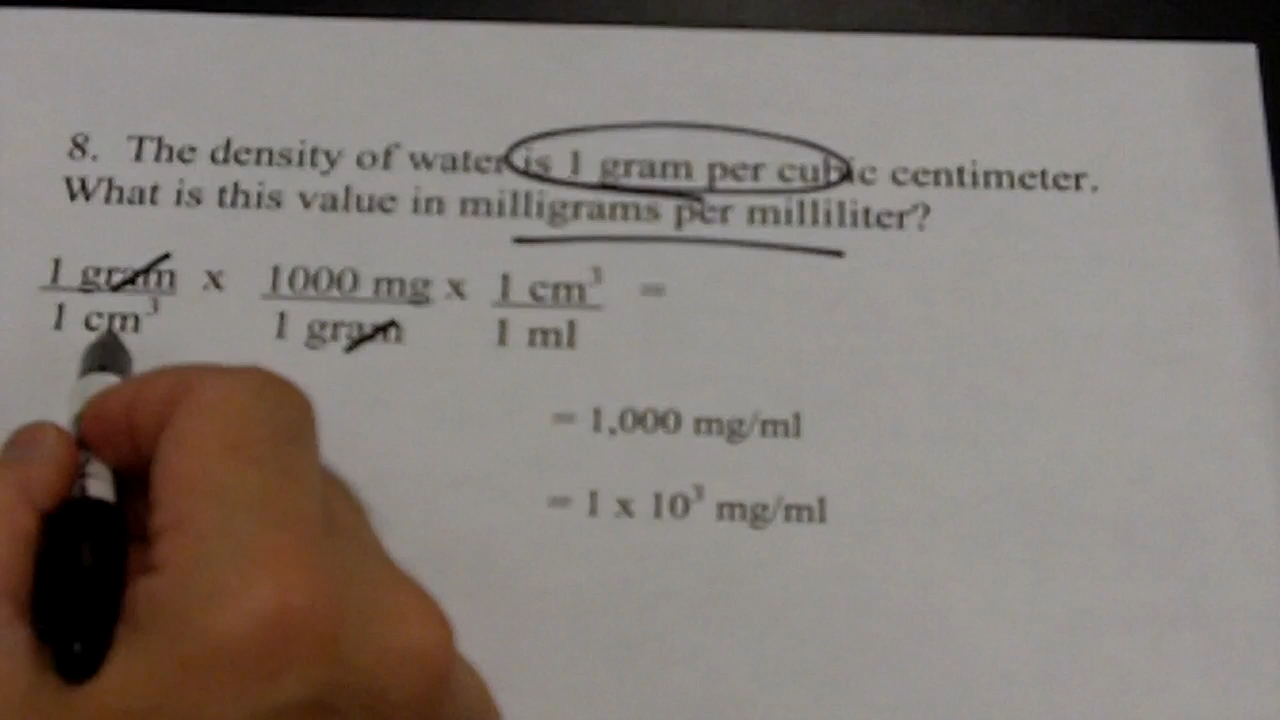 8. The density of water is 1 gram per cubic centimeter.
What is this value in milligrams per milliliter?
1 gram x 1000 mg x 1 cm³ =
1 cm³ 1 gram 1 ml
= 1,000 mg/ml
= 1 x 10³ mg/ml